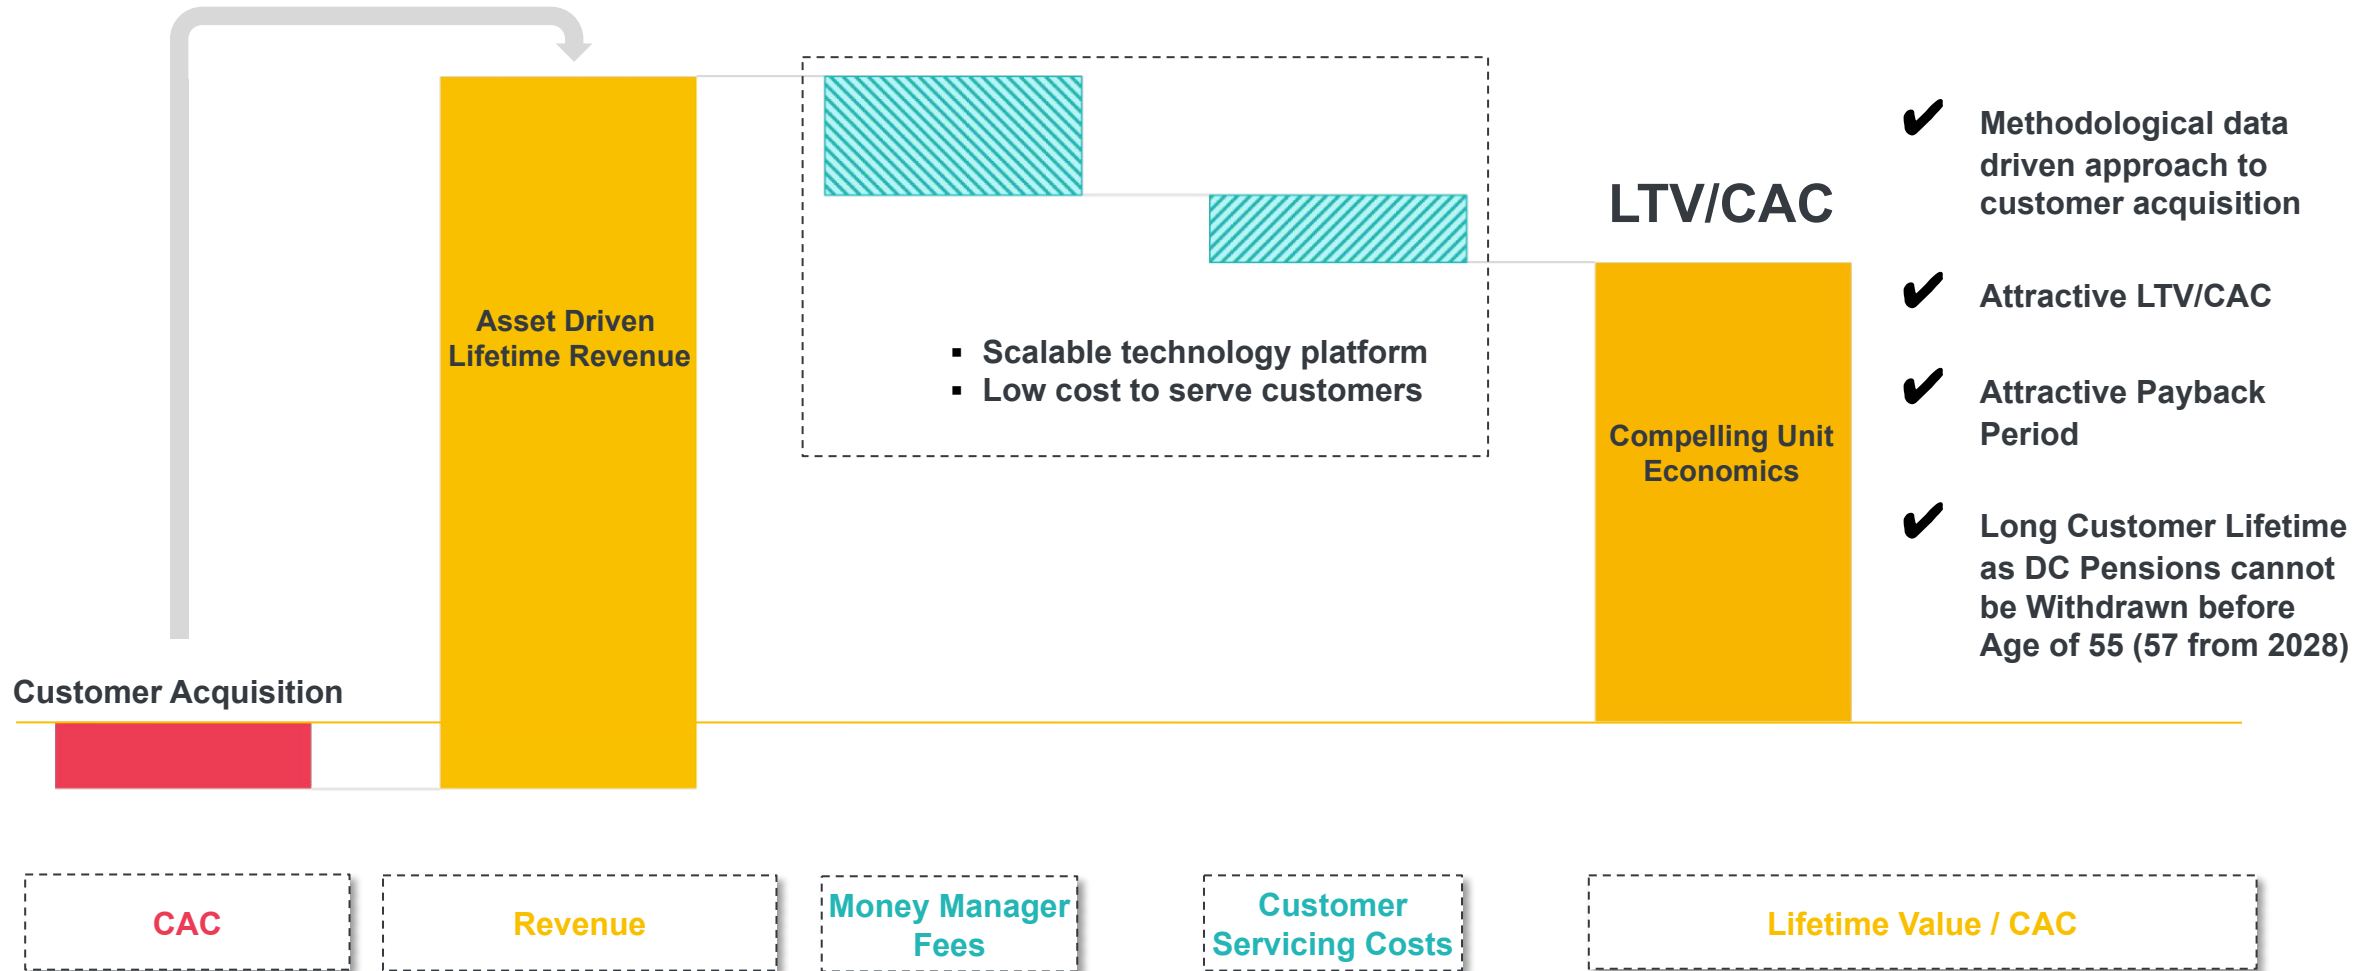 Customer Acquisition
Asset Driven
Lifetime Revenue
▪ Scalable technology platform
▪ Low cost to serve customers
LTV/CAC
Compelling Unit
Economics
✔ Methodological data
driven approach to
customer acquisition
✔ Attractive LTV/CAC
✔ Attractive Payback
Period
✔ Long Customer Lifetime
as DC Pensions cannot
be Withdrawn before
Age of 55 (57 from 2028)
CAC
Revenue
Money Manager
Fees
Customer
Servicing Costs
Lifetime Value / CAC